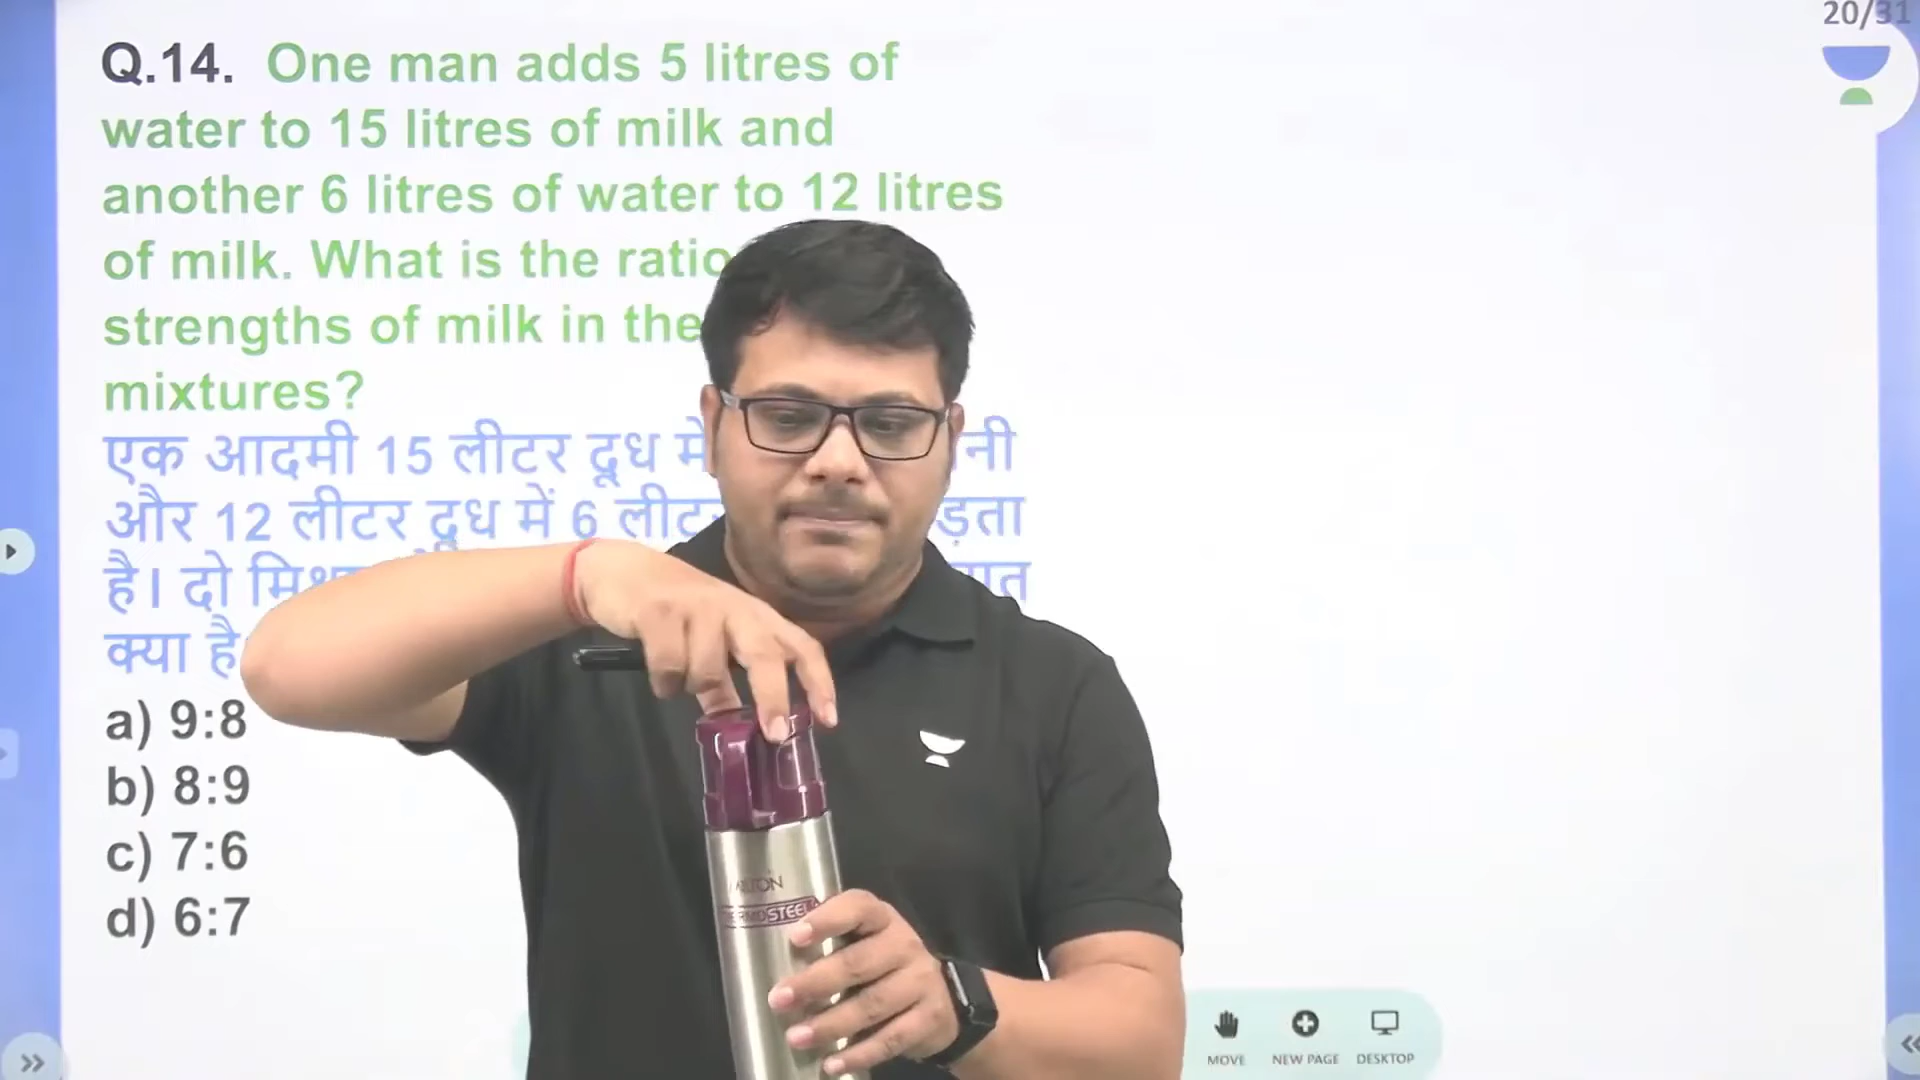 20/31
Q.14. One man adds 5 litres of
water to 15 litres of milk and
another 6 litres of water to 12 litres
of milk. What is the ratio
strengths of milk in the
mixtures?
एक आदमी 15 लीटर दूध में
और 12 लीटर दूध में 6
है। दो
क्या
a) 9:8
b) 8:9
c) 7:6
d) 6:7
MILTON
THERMOSTEEL
MOVE NEW PAGE DESKTOP